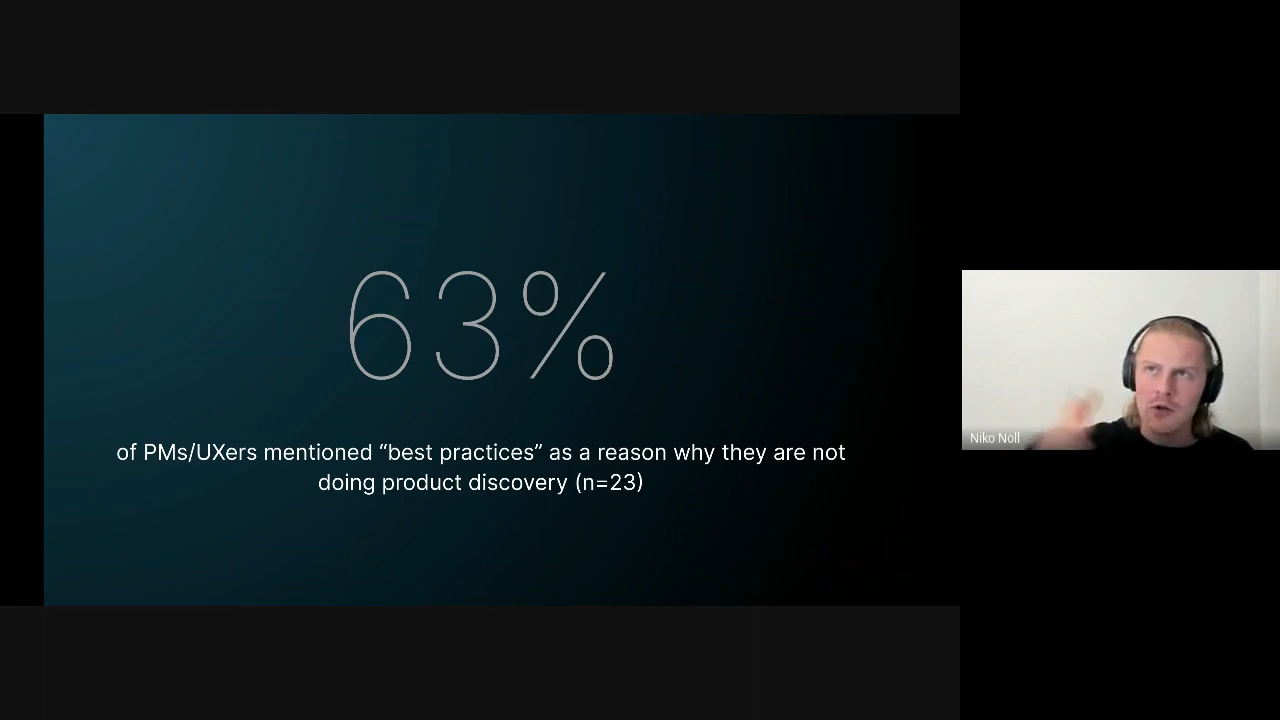 63%
of PMs/UXers mentioned “best practices” as a reason why they are not
doing product discovery (n=23)
Niko Noll